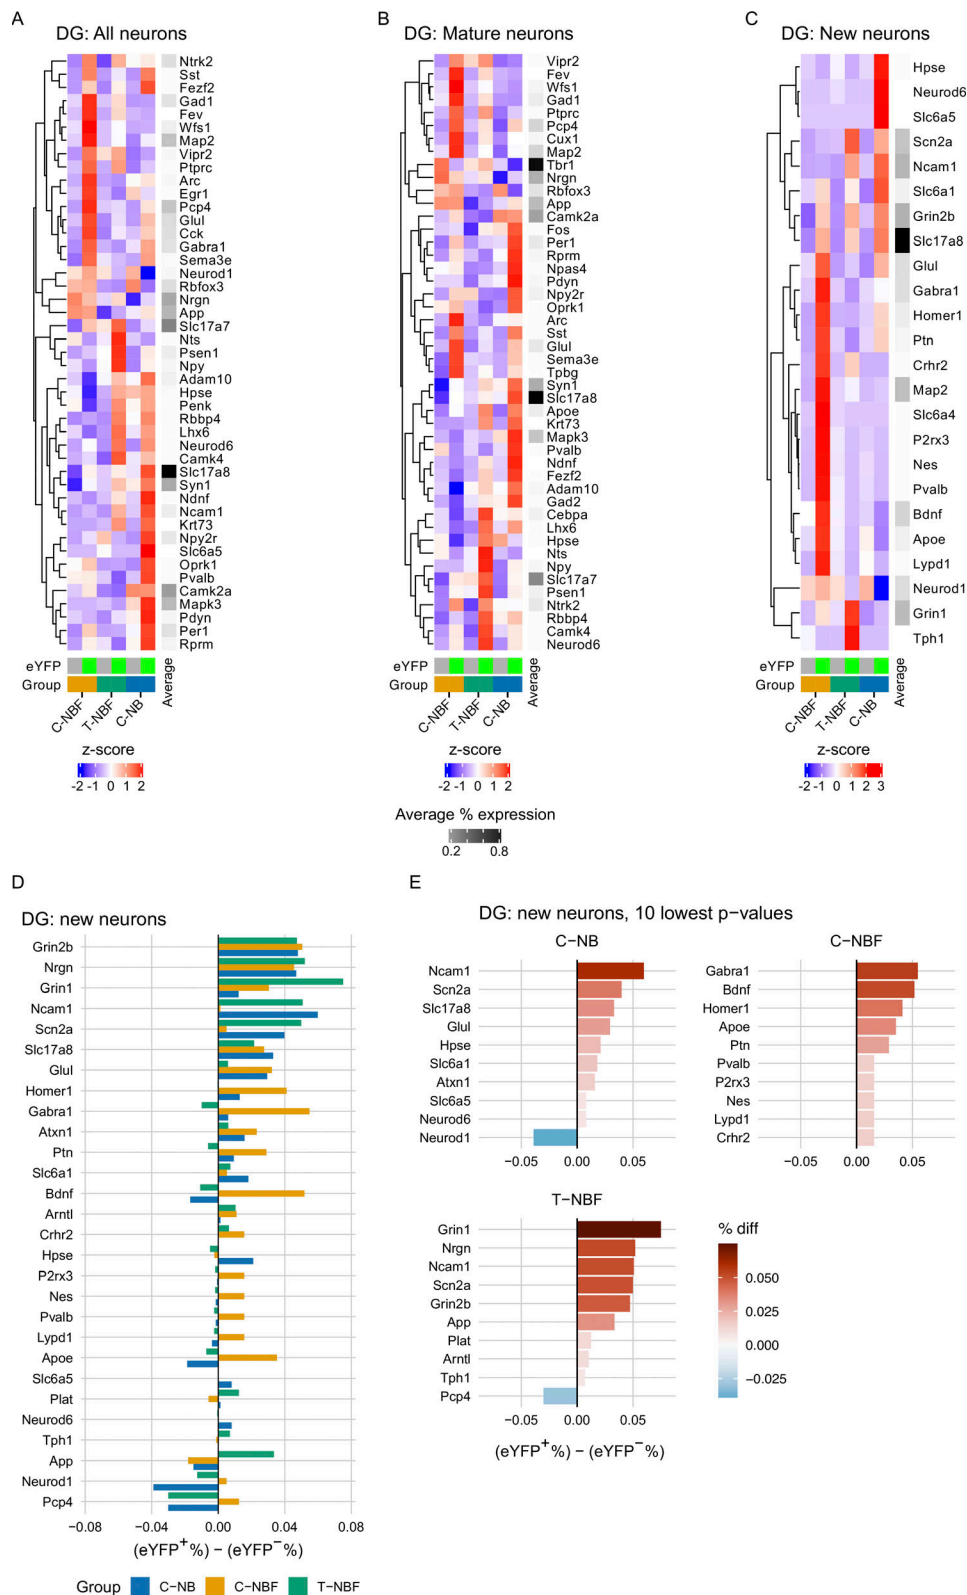 A
DG: All neurons
Ntrk2
Sst
Fezf2
Gad1
Fev
Wfs1
Map2
Vipr2
Ptprc
Arc
Egr1
Pcp4
Glul
Cck
Gabra1
Sema3e
Neurod1
Rbfox3
Nrgn
App
Slc17a7
Nts
Psen1
Npy
Adam10
Hpse
Penk
Rbbp4
Lhx6
Neurod6
Camk4
Slc17a8
Syn1
Ndnf
Ncam1
Krt73
Npy2r
Slc6a5
Oprk1
Pvalb
Camk2a
Mapk3
Pdyn
Per1
Rprm
eYFP
Group
C-NBF
T-NBF
C-NB
Average
z-score
-2 -1 0 1 2
B
DG: Mature neurons
Vipr2
Fev
Wfs1
Gad1
Ptprc
Pcp4
Cux1
Map2
Tbr1
Nrgn
Rbfox3
App
Camk2a
Fos
Per1
Rprm
Npas4
Pdyn
Npy2r
Oprk1
Arc
Sst
Glul
Sema3e
Tpbg
Syn1
Slc17a8
Apoe
Krt73
Mapk3
Pvalb
Ndnf
Fezf2
Adam10
Gad2
Cebpa
Lhx6
Hpse
Nts
Npy
Slc17a7
Psen1
Ntrk2
Rbbp4
Camk4
Neurod6
eYFP
Group
C-NBF
T-NBF
C-NB
Average
z-score
-2 -1 0 1 2
Average % expression
0.2 0.8
C
DG: New neurons
Hpse
Neurod6
Slc6a5
Scn2a
Ncam1
Slc6a1
Grin2b
Slc17a8
Glul
Gabra1
Homer1
Ptn
Crhr2
Map2
Slc6a4
P2rx3
Nes
Pvalb
Bdnf
Apoe
Lypd1
Neurod1
Grin1
Tph1
eYFP
Group
C-NBF
T-NBF
C-NB
Average
z-score
-2 -1 0 1 2 3
D
DG: new neurons
Grin2b
Nrgn
Grin1
Ncam1
Scn2a
Slc17a8
Glul
Homer1
Gabra1
Atxn1
Ptn
Slc6a1
Bdnf
Arntl
Crhr2
Hpse
P2rx3
Nes
Pvalb
Lypd1
Apoe
Slc6a5
Plat
Neurod6
Tph1
App
Neurod1
Pcp4
−0.08 −0.04 0.00 0.04 0.08
(eYFP+%) − (eYFP−%)
Group C−NB C−NBF T−NBF
E
DG: new neurons, 10 lowest p−values
C−NB
Ncam1
Scn2a
Slc17a8
Glul
Hpse
Slc6a1
Atxn1
Slc6a5
Neurod6
Neurod1
−0.05 0.00 0.05
C−NBF
Gabra1
Bdnf
Homer1
Apoe
Ptn
Pvalb
P2rx3
Nes
Lypd1
Crhr2
−0.05 0.00 0.05
T−NBF
Grin1
Nrgn
Ncam1
Scn2a
Grin2b
App
Plat
Arntl
Tph1
Pcp4
−0.05 0.00 0.05
(eYFP+%) − (eYFP−%)
% diff
0.050
0.025
0.000
−0.025